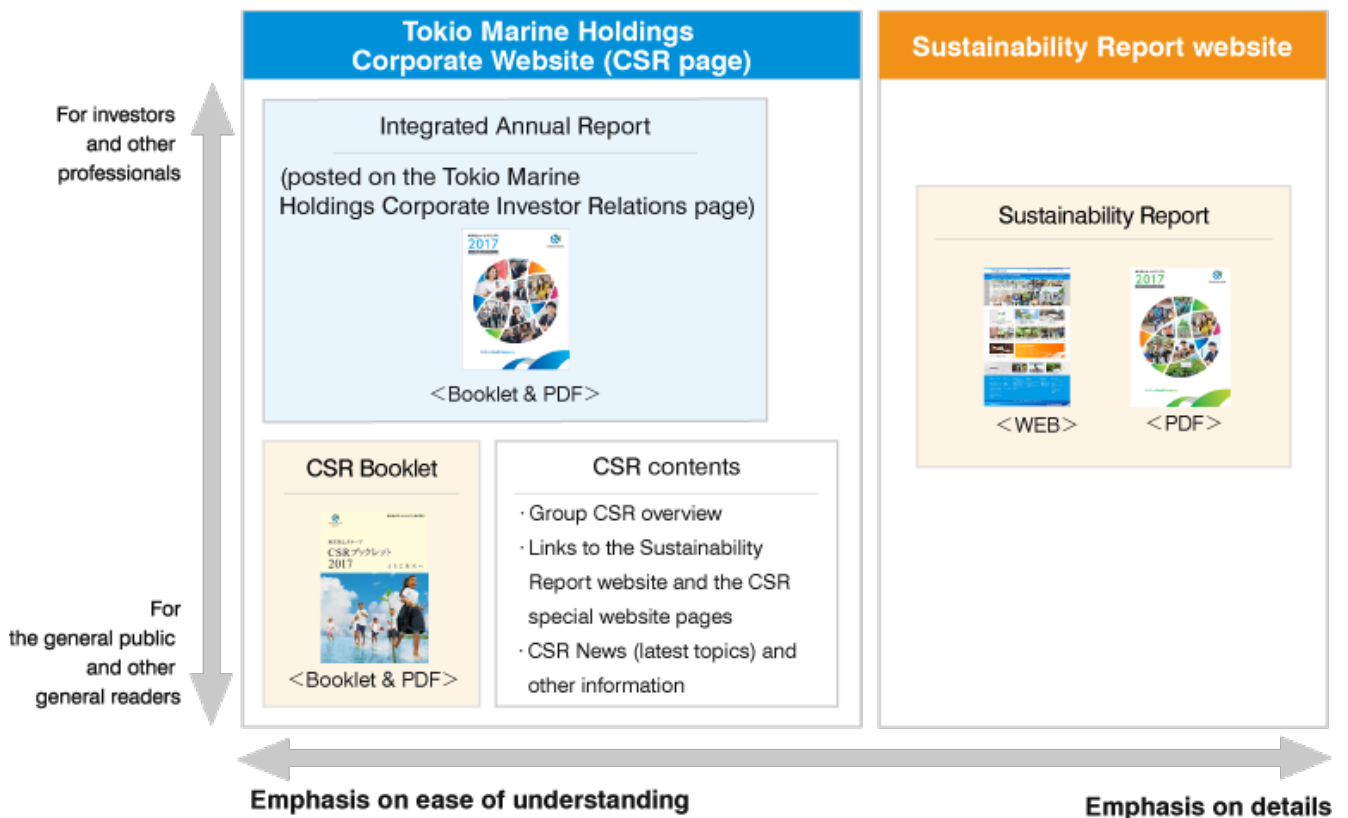 Tokio Marine Holdings
Corporate Website (CSR page)
Sustainability Report website
For investors
and other
professionals
Integrated Annual Report
(posted on the Tokio Marine
Holdings Corporate Investor Relations page)
2017
<Booklet & PDF>
Sustainability Report
2017
<WEB>
<PDF>
CSR Booklet
CSRブックレット
2017
<Booklet & PDF>
CSR contents
· Group CSR overview
· Links to the Sustainability
Report website and the CSR
special website pages
· CSR News (latest topics) and
other information
For
the general public
and other
general readers
Emphasis on ease of understanding
Emphasis on details